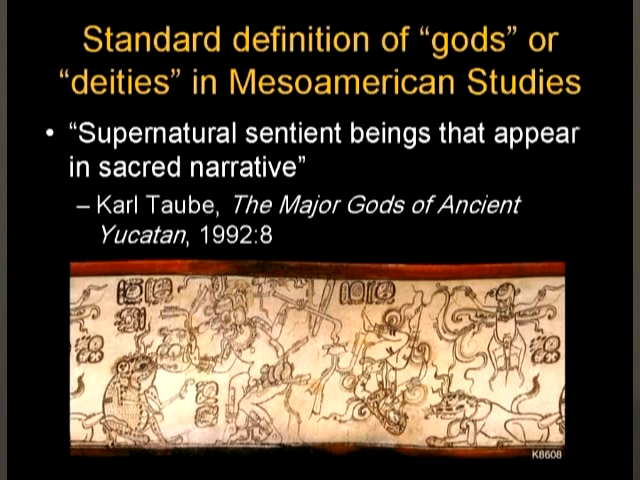 Standard definition of “gods” or
“deities” in Mesoamerican Studies
• “Supernatural sentient beings that appear
in sacred narrative”
– Karl Taube, The Major Gods of Ancient
Yucatan, 1992:8
K8608